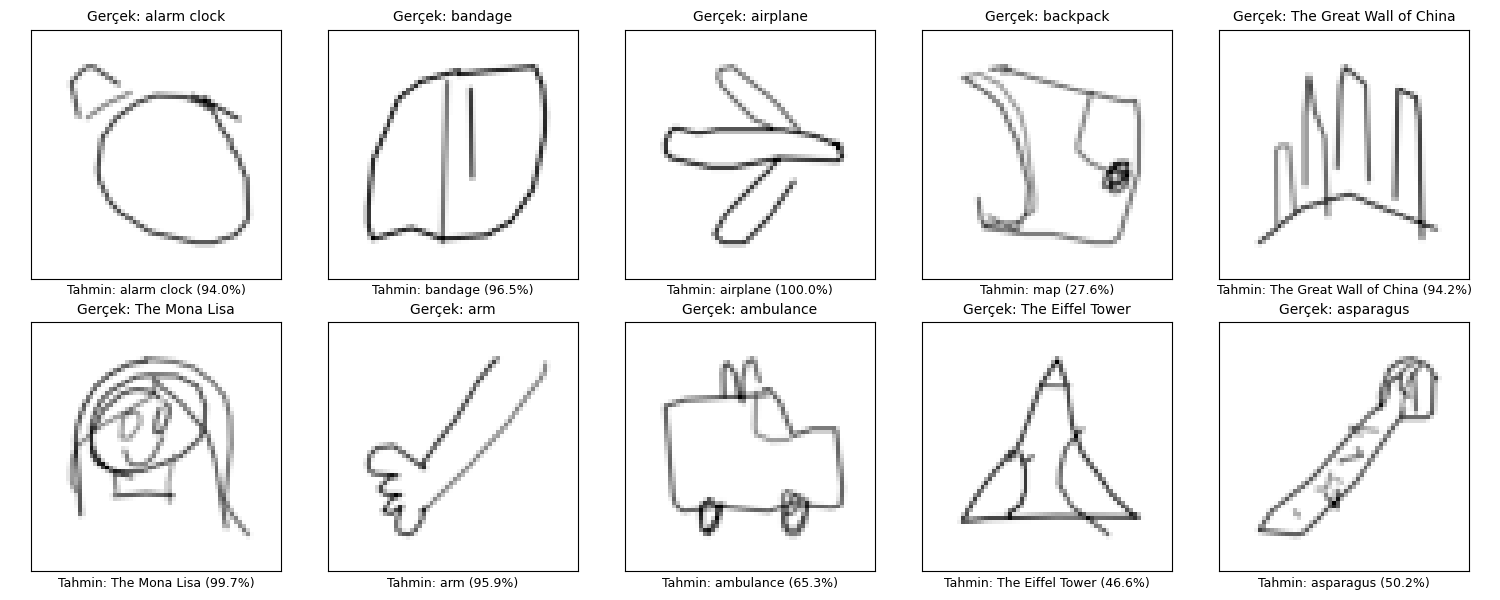 Gerçek: alarm clock
Gerçek: bandage
Gerçek: airplane
Gerçek: backpack
Gerçek: The Great Wall of China
Tahmin: alarm clock (94.0%)
Tahmin: bandage (96.5%)
Tahmin: airplane (100.0%)
Tahmin: map (27.6%)
Tahmin: The Great Wall of China (94.2%)
Gerçek: The Mona Lisa
Gerçek: arm
Gerçek: ambulance
Gerçek: The Eiffel Tower
Gerçek: asparagus
Tahmin: The Mona Lisa (99.7%)
Tahmin: arm (95.9%)
Tahmin: ambulance (65.3%)
Tahmin: The Eiffel Tower (46.6%)
Tahmin: asparagus (50.2%)